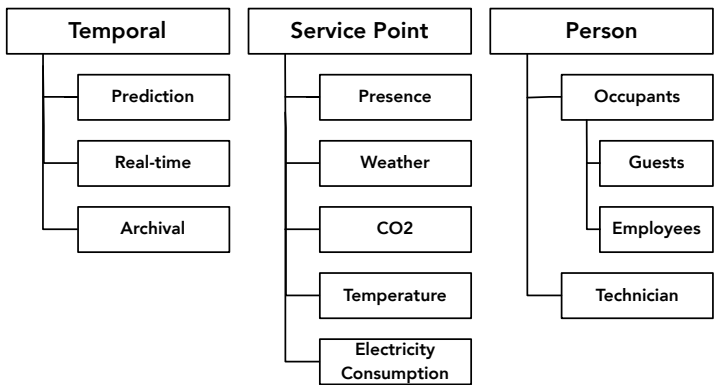 Temporal
Prediction
Real-time
Archival
Service Point
Presence
Weather
CO2
Temperature
Electricity
Consumption
Person
Occupants
Guests
Employees
Technician